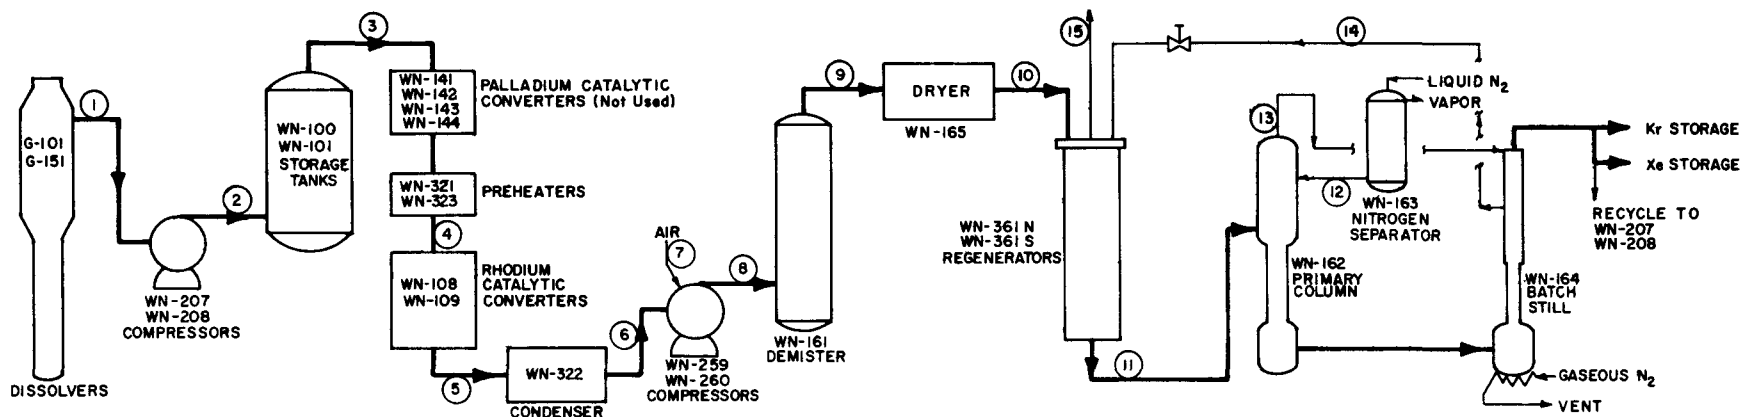 G-101
G-151
DISSOLVERS
1
WN-207
WN-208
COMPRESSORS
2
WN-100
WN-101
STORAGE
TANKS
3
WN-141
WN-142
WN-143
WN-144
PALLADIUM CATALYTIC
CONVERTERS (Not Used)
WN-321
WN-323
PREHEATERS
4
WN-108
WN-109
RHODIUM
CATALYTIC
CONVERTERS
5
WN-322
CONDENSER
6
AIR
7
WN-259
WN-260
COMPRESSORS
8
WN-161
DEMISTER
9
DRYER
WN-165
10
WN-361 N
WN-361 S
REGENERATORS
11
15
14
13
12
LIQUID N2
VAPOR
WN-163
NITROGEN
SEPARATOR
WN-162
PRIMARY
COLUMN
WN-164
BATCH
STILL
Kr STORAGE
Xe STORAGE
RECYCLE TO
WN-207
WN-208
GASEOUS N2
VENT